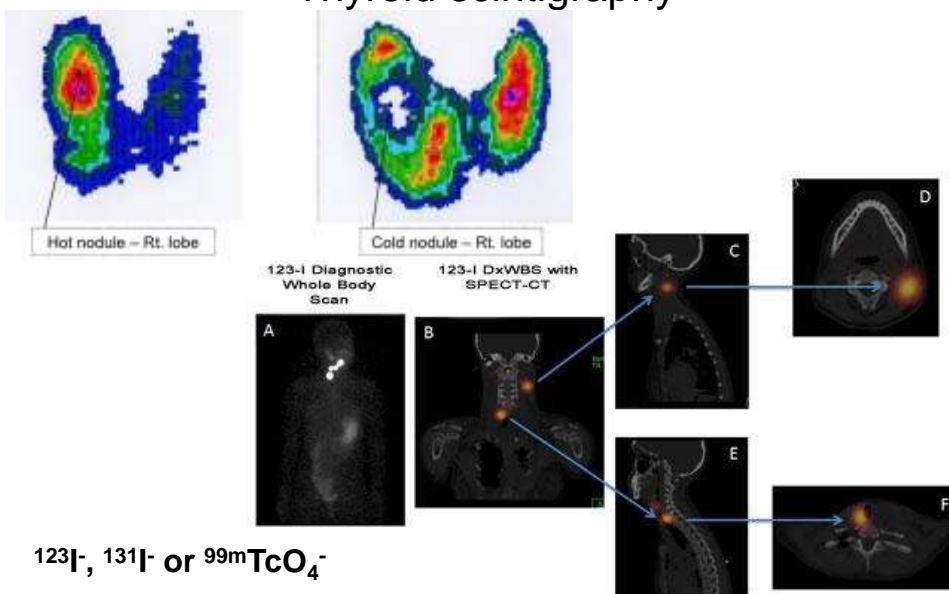 Thyroid scintigraphy
Hot nodule – Rt. lobe
Cold nodule – Rt. lobe
123-I Diagnostic
Whole Body
Scan
123-I DxWBS with
SPECT-CT
A
B
C
D
E
F
¹²³I⁻, ¹³¹I⁻ or ⁹⁹ᵐTcO₄⁻